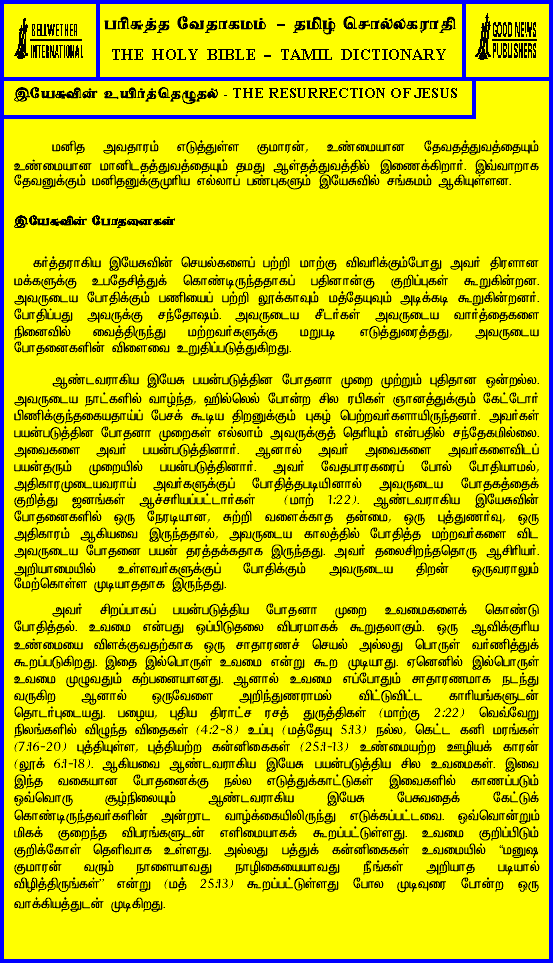 BELLWETHER
INTERNATIONAL
பரிசுத்த வேதாகமம் – தமிழ் சொல்லகராதி
THE HOLY BIBLE – TAMIL DICTIONARY
GOOD NEWS
PUBLISHERS
இயேசுவின் உயிர்த்தெழுதல் - THE RESURRECTION OF JESUS
மனித அவதாரம் எடுத்துள்ள குமாரன், உண்மையான தேவதத்துவத்தையும்
உண்மையான மானிடதத்துவத்தையும் தமது ஆள்தத்துவத்தில் இணைக்கிறார். இவ்வாறாக
தேவனுக்கும் மனிதனுக்குமுரிய எல்லாப் பண்புகளும் இயேசுவில் சங்கமம் ஆகியுள்ளன.
இயேசுவின் போதனைகள்
கர்த்தராகிய இயேசுவின் செயல்களைப் பற்றி மாற்கு விவரிக்கும்போது அவர் திரளான
மக்களுக்கு உபதேசித்துக் கொண்டிருந்ததாகப் பதினான்கு குறிப்புகள் கூறுகின்றன.
அவருடைய போதிக்கும் பணியைப் பற்றி லூக்காவும் மத்தேயுவும் அடிக்கடி கூறுகின்றனர்.
போதிப்பது அவருக்கு சந்தோஷம். அவருடைய சீடர்கள் அவருடைய வார்த்தைகளை
நினைவில் வைத்திருந்து மற்றவர்களுக்கு மறுபடி எடுத்துரைத்தது, அவருடைய
போதனைகளின் விளைவை உறுதிப்படுத்துகிறது.
ஆண்டவராகிய இயேசு பயன்படுத்தின போதனா முறை முற்றும் புதிதான ஒன்றல்ல.
அவருடைய நாட்களில் வாழ்ந்த, ஹில்லெல் போன்ற சில ரபிகள் ஞானத்துக்கும் கேட்டோர்
பிணிக்குந்தகையதாய்ப் பேசக் கூடிய திறனுக்கும் புகழ் பெற்றவர்களாயிருந்தனர். அவர்கள்
பயன்படுத்தின போதனா முறைகள் எல்லாம் அவருக்குத் தெரியும் என்பதில் சந்தேகமில்லை.
அவைகளை அவர் பயன்படுத்தினார். ஆனால் அவர் அவைகளை அவர்களைவிடப்
பயன்தரும் முறையில் பயன்படுத்தினார். அவர் வேதபாரகரைப் போல் போதியாமல்,
அதிகாரமுடையவராய் அவர்களுக்குப் போதித்தபடியினால் அவருடைய போதகத்தைக்
குறித்து ஜனங்கள் ஆச்சரியப்பட்டார்கள் (மாற் 1:22). ஆண்டவராகிய இயேசுவின்
போதனைகளில் ஒரு நேரடியான, சுற்றி வளைக்காத தன்மை, ஒரு புத்துணர்வு, ஒரு
அதிகாரம் ஆகியவை இருந்ததால், அவருடைய காலத்தில் போதித்த மற்றவர்களை விட
அவருடைய போதனை பயன் தரத்தக்கதாக இருந்தது. அவர் தலைசிறந்ததொரு ஆசிரியர்.
அறியாமையில் உள்ளவர்களுக்குப் போதிக்கும் அவருடைய திறன் ஒருவராலும்
மேற்கொள்ள முடியாததாக இருந்தது.
அவர் சிறப்பாகப் பயன்படுத்திய போதனா முறை உவமைகளைக் கொண்டு
போதித்தல். உவமை என்பது ஒப்பிடுதலை விபரமாகக் கூறுதலாகும். ஒரு ஆவிக்குரிய
உண்மையை விளக்குவதற்காக ஒரு சாதாரணச் செயல் அல்லது பொருள் வர்ணித்துக்
கூறப்படுகிறது. இதை இல்பொருள் உவமை என்று கூற முடியாது. ஏனெனில் இல்பொருள்
உவமை முழுவதும் கற்பனையானது. ஆனால் உவமை எப்போதும் சாதாரணமாக நடந்து
வருகிற ஆனால் ஒருவேளை அறிந்துணராமல் விட்டுவிட்ட காரியங்களுடன்
தொடர்புடையது. பழைய, புதிய திராட்ச ரசத் துருத்திகள் (மாற்கு 2:22) வெவ்வேறு
நிலங்களில் விழுந்த விதைகள் (4:2-8) உப்பு (மத்தேயு 5:13) நல்ல, கெட்ட கனி மரங்கள்
(7:16-20) புத்தியுள்ள, புத்தியற்ற கன்னிகைகள் (25:1-13) உண்மையற்ற ஊழியக் காரன்
(லூக் 6:1-18). ஆகியவை ஆண்டவராகிய இயேசு பயன்படுத்திய சில உவமைகள். இவை
இந்த வகையான போதனைக்கு நல்ல எடுத்துக்காட்டுகள் இவைகளில் காணப்படும்
ஒவ்வொரு சூழ்நிலையும் ஆண்டவராகிய இயேசு பேசுவதைக் கேட்டுக்
கொண்டிருந்தவர்களின் அன்றாட வாழ்க்கையிலிருந்து எடுக்கப்பட்டவை. ஒவ்வொன்றும்
மிகக் குறைந்த விபரங்களுடன் எளிமையாகக் கூறப்பட்டுள்ளது. உவமை குறிப்பிடும்
குறிக்கோள் தெளிவாக உள்ளது. அல்லது பத்துக் கன்னிகைகள் உவமையில் “மனுஷ
குமாரன் வரும் நாளையாவது நாழிகையையாவது நீங்கள் அறியாத படியால்
விழித்திருங்கள்’’ என்று (மத் 25:13) கூறப்பட்டுள்ளது போல முடிவுரை போன்ற ஒரு
வாக்கியத்துடன் முடிகிறது.